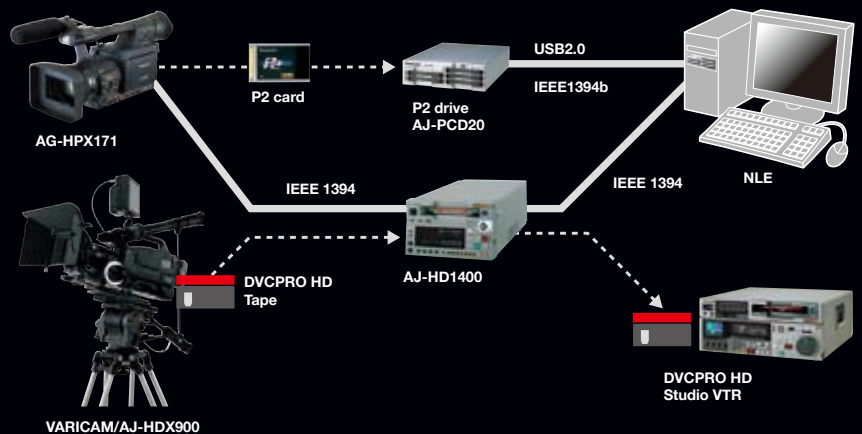 P2 card
USB2.0
IEEE1394b
P2 drive
AJ-PCD20
AG-HPX171
NLE
IEEE 1394
IEEE 1394
AJ-HD1400
DVCPRO HD
Tape
DVCPRO HD
Studio VTR
VARICAM/AJ-HDX900